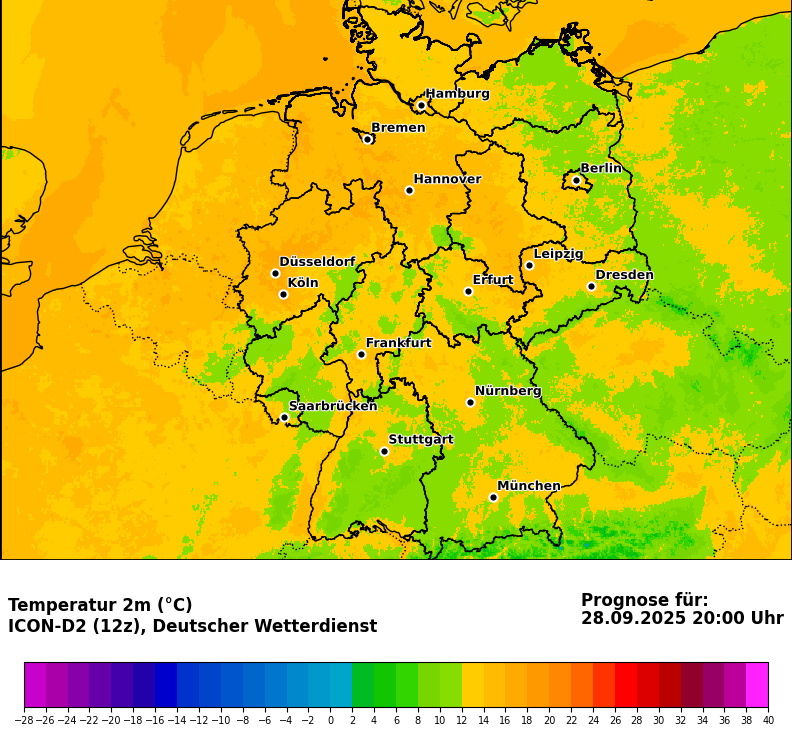 Hamburg
Bremen
Berlin
Hannover
Leipzig
Düsseldorf
Dresden
Köln
Erfurt
Frankfurt
Nürnberg
Saarbrücken
Stuttgart
München
Temperatur 2m (°C)
ICON-D2 (12z), Deutscher Wetterdienst
Prognose für:
28.09.2025 20:00 Uhr
−28 −26 −24 −22 −20 −18 −16 −14 −12 −10 −8 −6 −4 −2 0 2 4 6 8 10 12 14 16 18 20 22 24 26 28 30 32 34 36 38 40